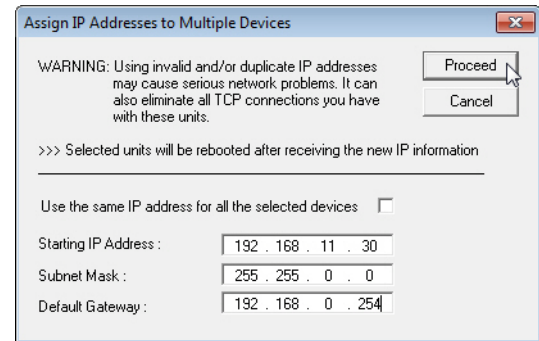 Assign IP Addresses to Multiple Devices
WARNING: Using invalid and/or duplicate IP addresses
may cause serious network problems. It can
also eliminate all TCP connections you have
with these units.
Proceed
Cancel
>>> Selected units will be rebooted after receiving the new IP information
Use the same IP address for all the selected devices
Starting IP Address : 192 . 168 . 11 . 30
Subnet Mask : 255 . 255 . 0 . 0
Default Gateway : 192 . 168 . 0 . 254